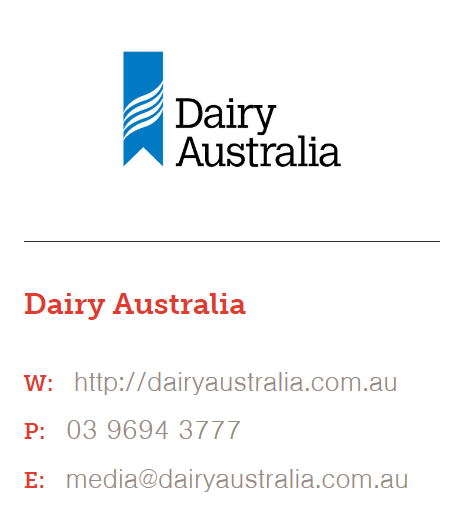 Dairy
Australia
Dairy Australia
W: http://dairyaustralia.com.au
P: 03 9694 3777
E: media@dairyaustralia.com.au